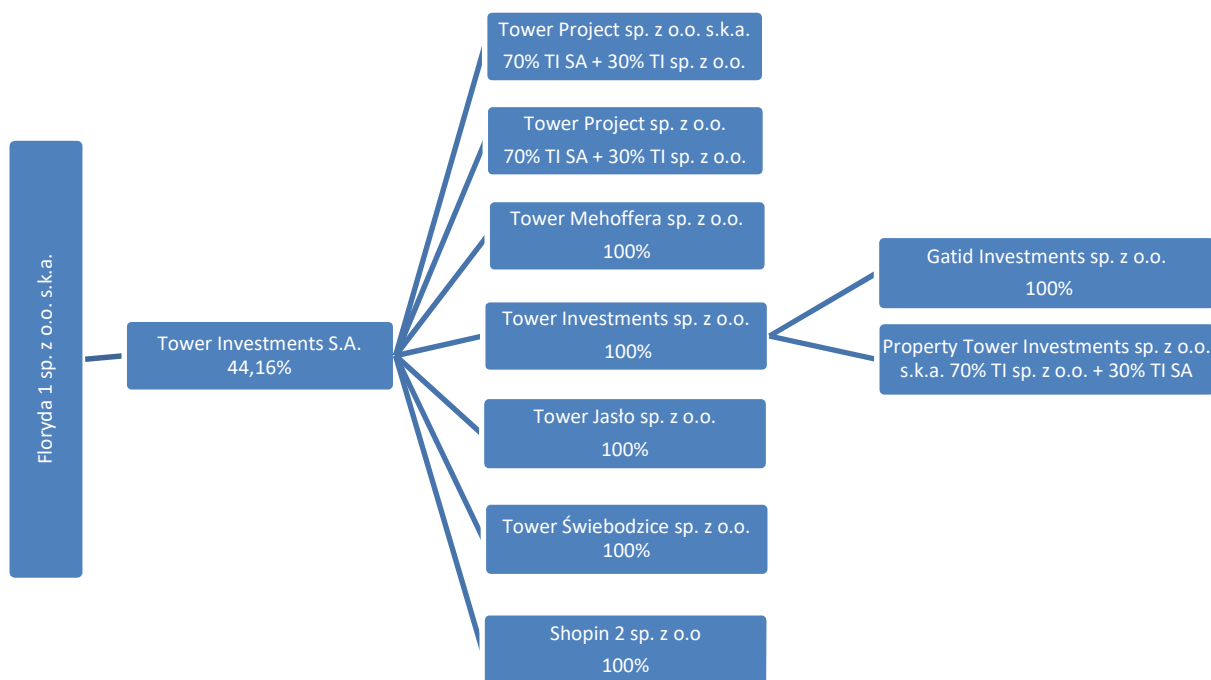 Floryda 1 sp. z o.o. s.k.a.
Tower Investments S.A.
44,16%
Tower Project sp. z o.o. s.k.a.
70% TI SA + 30% TI sp. z o.o.
Tower Project sp. z o.o.
70% TI SA + 30% TI sp. z o.o.
Tower Mehoffera sp. z o.o.
100%
Tower Investments sp. z o.o.
100%
Tower Jasło sp. z o.o.
100%
Tower Świebodzice sp. z o.o.
100%
Shopin 2 sp. z o.o
100%
Gatid Investments sp. z o.o.
100%
Property Tower Investments sp. z o.o.
s.k.a. 70% TI sp. z o.o. + 30% TI SA